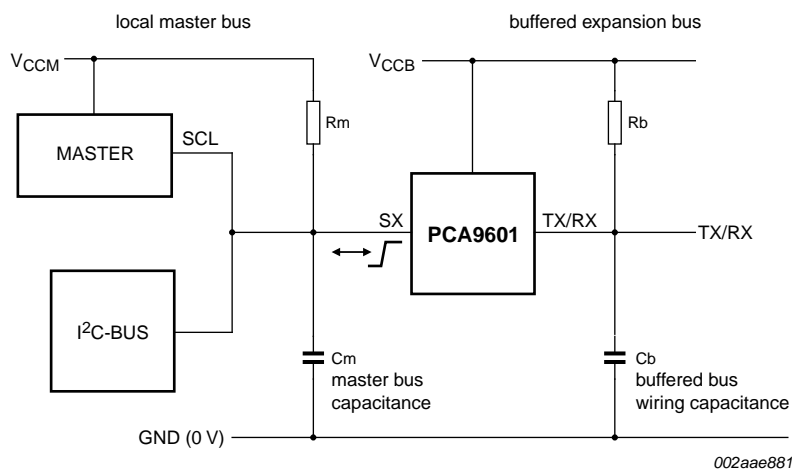 local master bus
buffered expansion bus
VCCM
VCCB
Rm
Rb
MASTER
SCL
SX
PCA9601
TX/RX
TX/RX
I2C-BUS
Cm
master bus
capacitance
Cb
buffered bus
wiring capacitance
GND (0 V)
002aae881